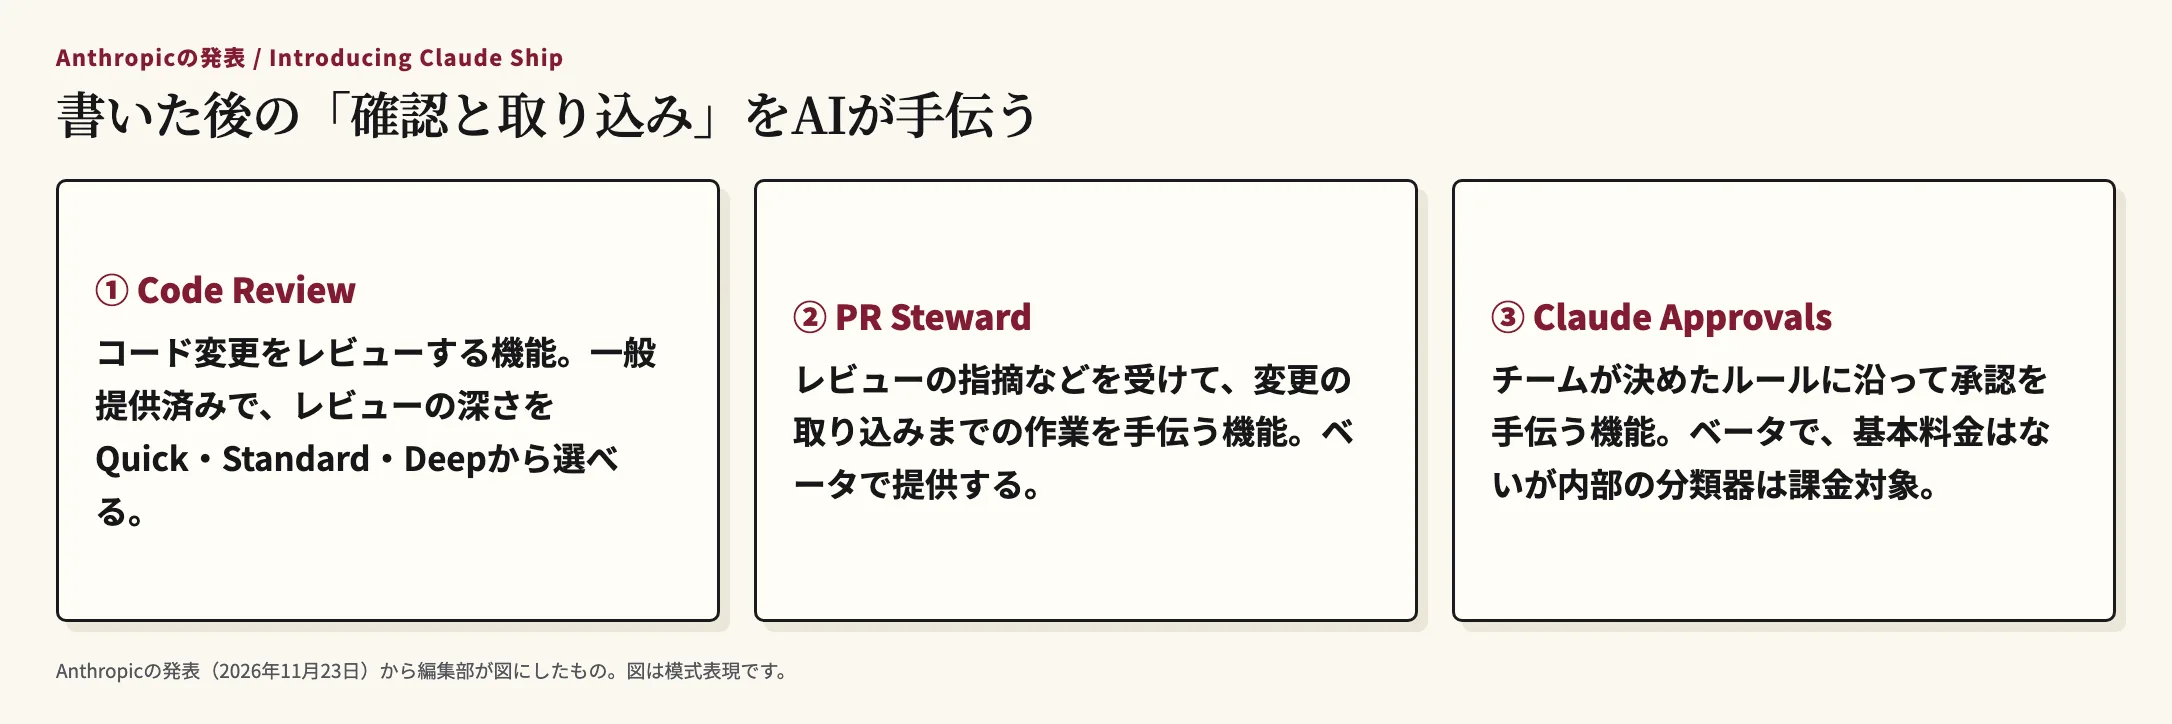 Anthropicの発表 / Introducing Claude Ship
書いた後の「確認と取り込み」をAIが手伝う
① Code Review
コード変更をレビューする機能。一般
提供済みで、レビューの深さを
Quick・Standard・Deepから選べ
る。
② PR Steward
レビューの指摘などを受けて、変更の
取り込みまでの作業を手伝う機能。ベ
ータで提供する。
③ Claude Approvals
チームが決めたルールに沿って承認を
手伝う機能。ベータで、基本料金はな
いが内部の分類器は課金対象。
Anthropicの発表（2026年11月23日）から編集部が図にしたもの。図は模式表現です。